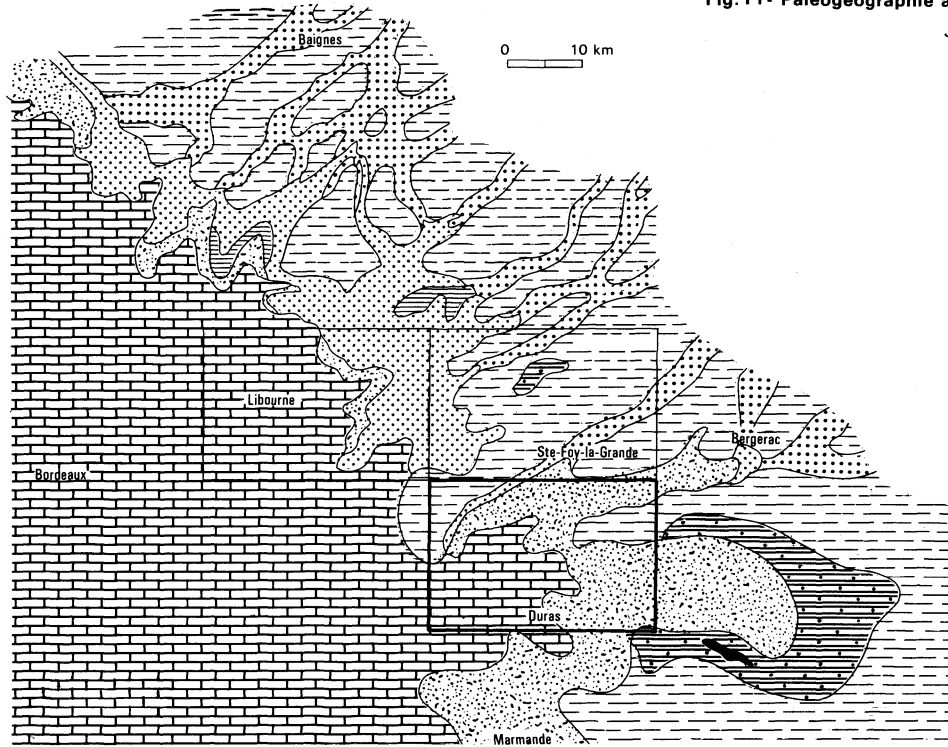 Fig. 11- Paléogéographie a
Baignes
0 10 km
Libourne
Bordeaux
Ste-Foy-la-Grande
Bergerac
Duras
Marmande